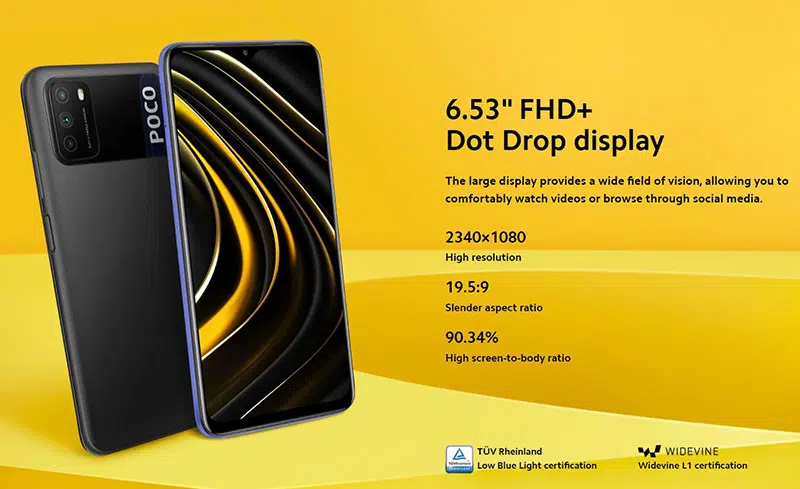 POCO
6.53" FHD+
Dot Drop display
The large display provides a wide field of vision, allowing you to
comfortably watch videos or browse through social media.
2340×1080
High resolution
19.5:9
Slender aspect ratio
90.34%
High screen-to-body ratio
TÜV Rheinland
Low Blue Light certification
WIDEVINE
Widevine L1 certification